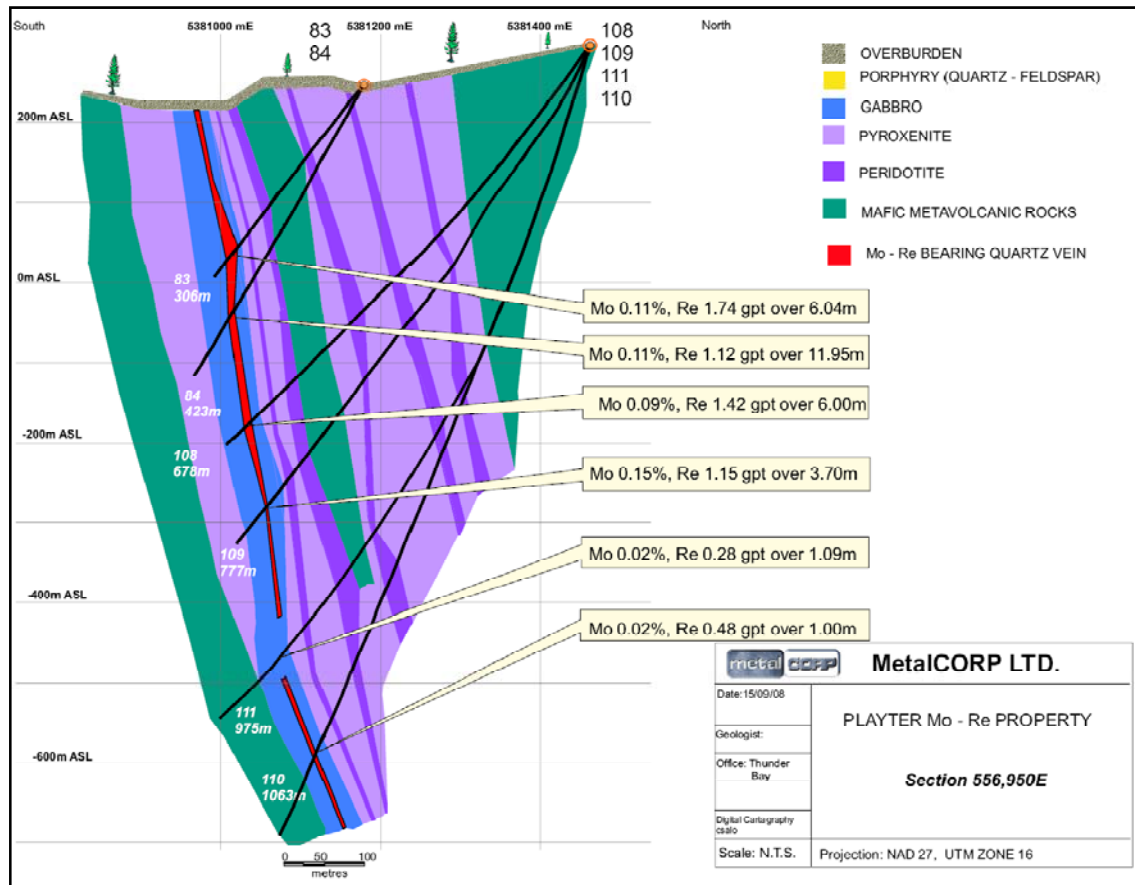 South
5381000 mE
83
84
5381200 mE
5381400 mE
108
109
111
110
North
OVERBURDEN
PORPHYRY (QUARTZ - FELDSPAR)
GABBRO
PYROXENITE
PERIDOTITE
MAFIC METAVOLCANIC ROCKS
Mo - Re BEARING QUARTZ VEIN
200m ASL
0m ASL
-200m ASL
-400m ASL
-600m ASL
83
306m
84
423m
108
678m
109
777m
111
975m
110
1063m
Mo 0.11%, Re 1.74 gpt over 6.04m
Mo 0.11%, Re 1.12 gpt over 11.95m
Mo 0.09%, Re 1.42 gpt over 6.00m
Mo 0.15%, Re 1.15 gpt over 3.70m
Mo 0.02%, Re 0.28 gpt over 1.09m
Mo 0.02%, Re 0.48 gpt over 1.00m
0 50 100
metres
metal CORP
MetalCORP LTD.
Date:15/09/08
Geologist:
Office: Thunder
Bay
Digital Cartagraphy
csalo
Scale: N.T.S.
PLAYTER Mo - Re PROPERTY
Section 556,950E
Projection: NAD 27, UTM ZONE 16